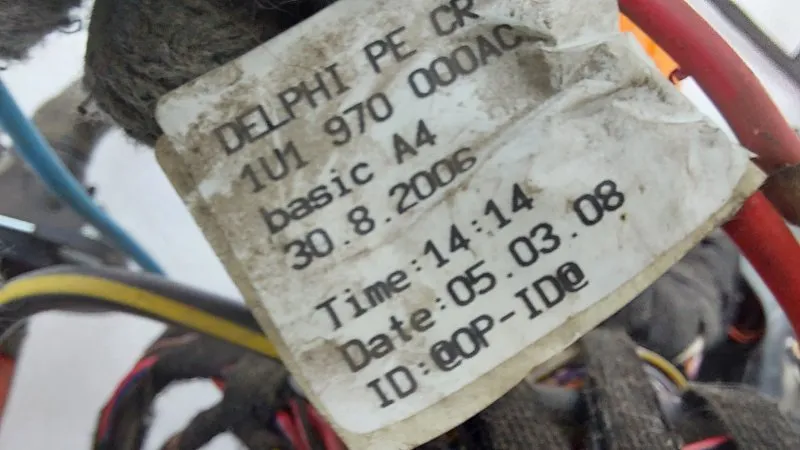 DELPHI PE CR
1U1 970 000AC
basic A4
30.8.2006
Time:14:14
Date:05.03.08
ID:@OP-ID@